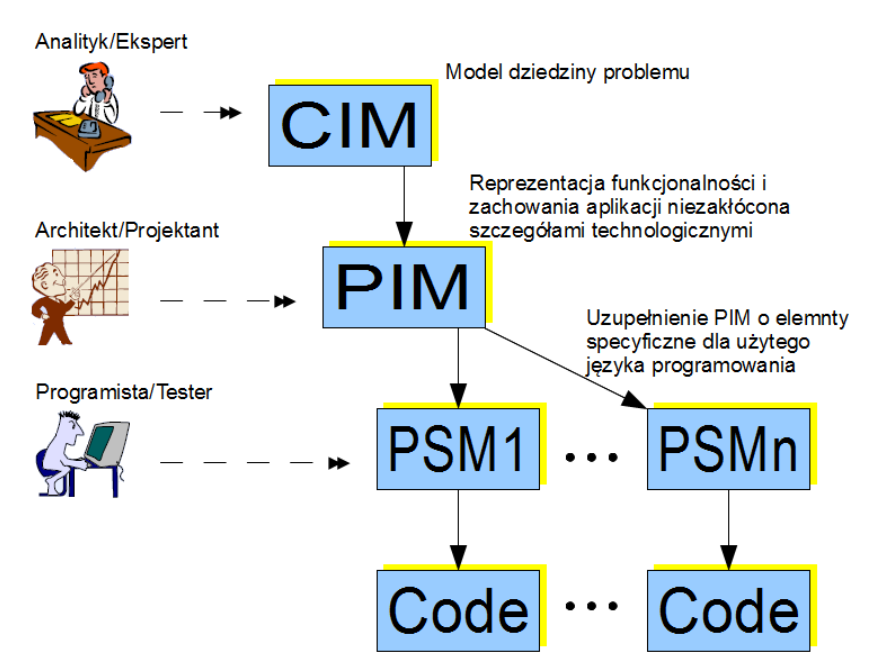 Analityk/Ekspert
Model dziedziny problemu
CIM
Reprezentacja funkcjonalności i
zachowania aplikacji niezakłócona
szczegółami technologicznymi
Architekt/Projektant
PIM
Uzupełnienie PIM o elemnty
specyficzne dla użytego
języka programowania
Programista/Tester
PSM1 ... PSMn
Code ... Code